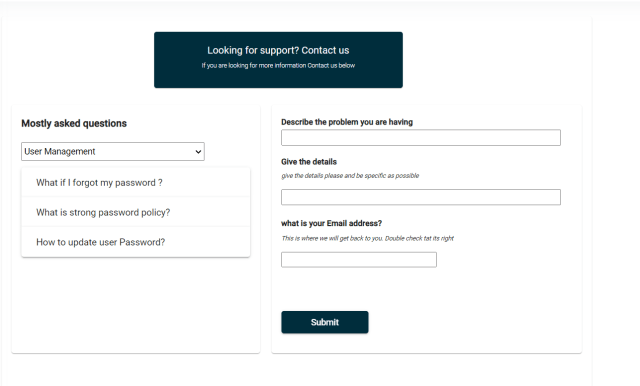 Looking for support? Contact us
If you are looking for more information Contact us below
Mostly asked questions
User Management
What if I forgot my password ?
What is strong password policy?
How to update user Password?
Describe the problem you are having
Give the details
give the details please and be specific as possible
what is your Email address?
This is where we will get back to you. Double check tat its right
Submit